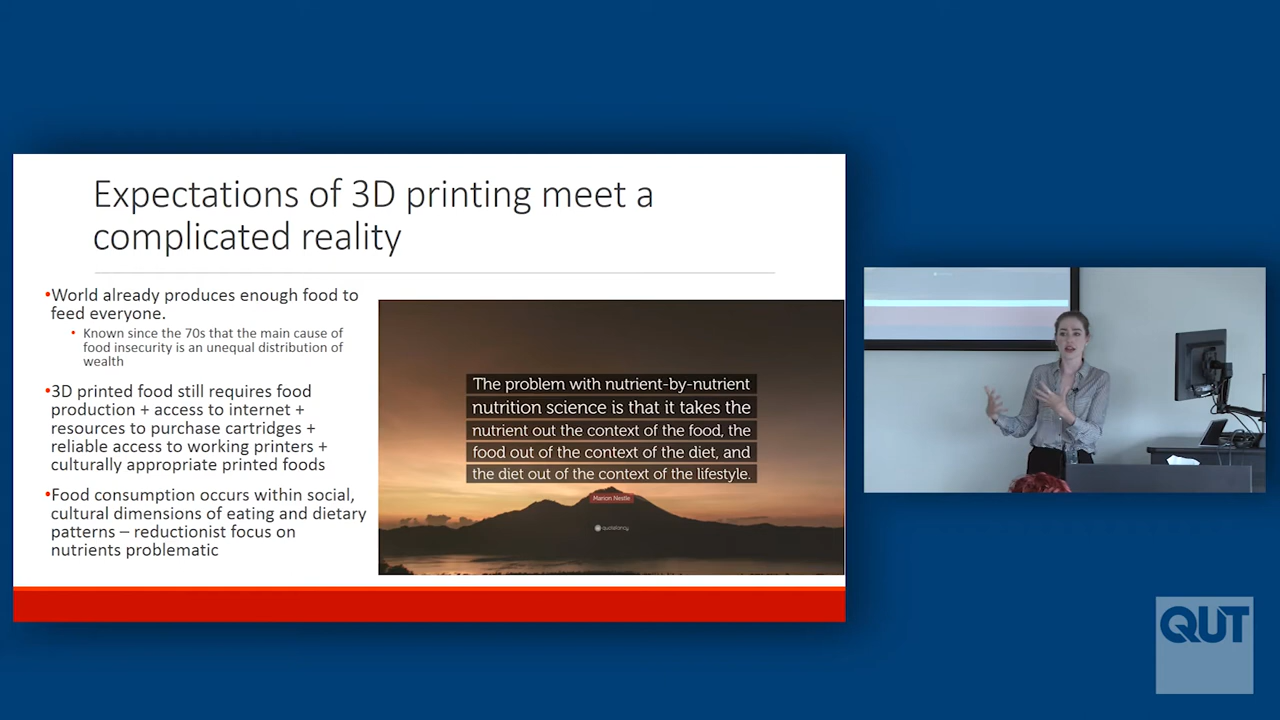 Expectations of 3D printing meet a
complicated reality
•World already produces enough food to
feed everyone.
• Known since the 70s that the main cause of
food insecurity is an unequal distribution of
wealth
•3D printed food still requires food
production + access to internet +
resources to purchase cartridges +
reliable access to working printers +
culturally appropriate printed foods
•Food consumption occurs within social,
cultural dimensions of eating and dietary
patterns – reductionist focus on
nutrients problematic
The problem with nutrient-by-nutrient
nutrition science is that it takes the
nutrient out the context of the food, the
food out of the context of the diet, and
the diet out of the context of the lifestyle.
Marion Nestle
quotefancy
QUT